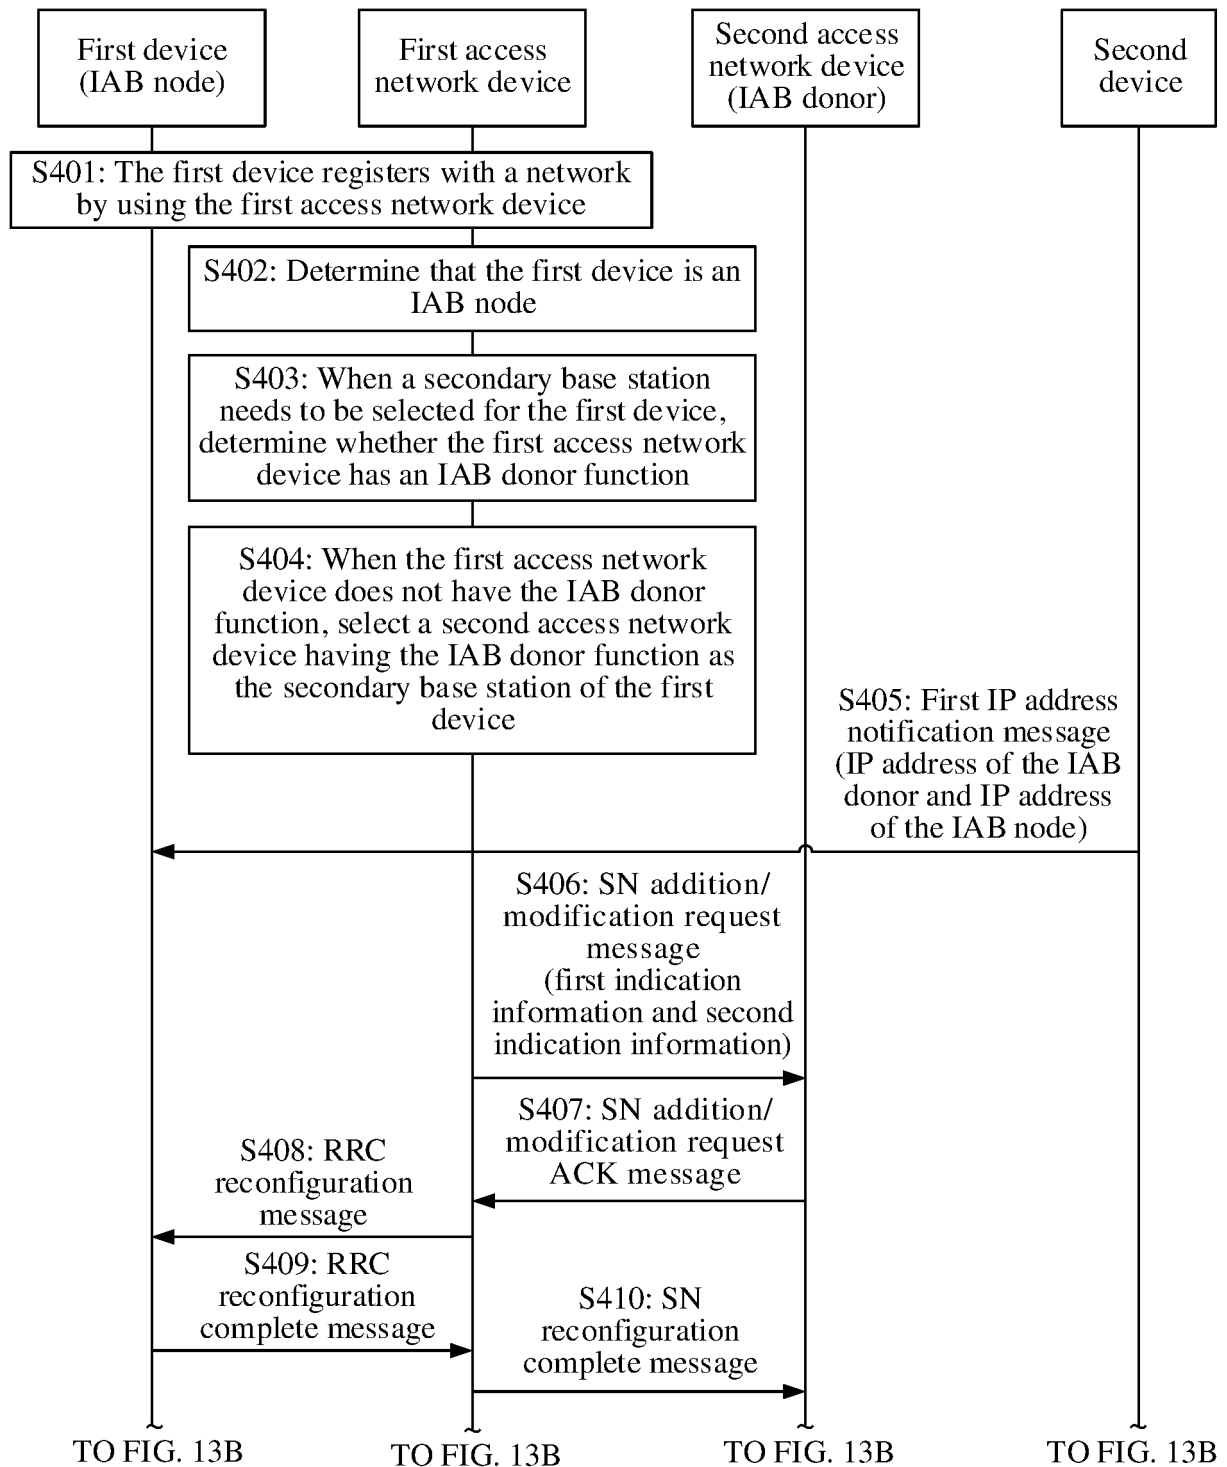 First device
(IAB node)
First access
network device
Second access
network device
(IAB donor)
Second
device
S401: The first device registers with a network
by using the first access network device
S402: Determine that the first device is an
IAB node
S403: When a secondary base station
needs to be selected for the first device,
determine whether the first access network
device has an IAB donor function
S404: When the first access network
device does not have the IAB donor
function, select a second access network
device having the IAB donor function as
the secondary base station of the first
device
S405: First IP address
notification message
(IP address of the IAB
donor and IP address
of the IAB node)
S406: SN addition/
modification request
message
(first indication
information and second
indication information)
S407: SN addition/
modification request
ACK message
S408: RRC
reconfiguration
message
S409: RRC
reconfiguration
complete message
S410: SN
reconfiguration
complete message
TO FIG. 13B
TO FIG. 13B
TO FIG. 13B
TO FIG. 13B